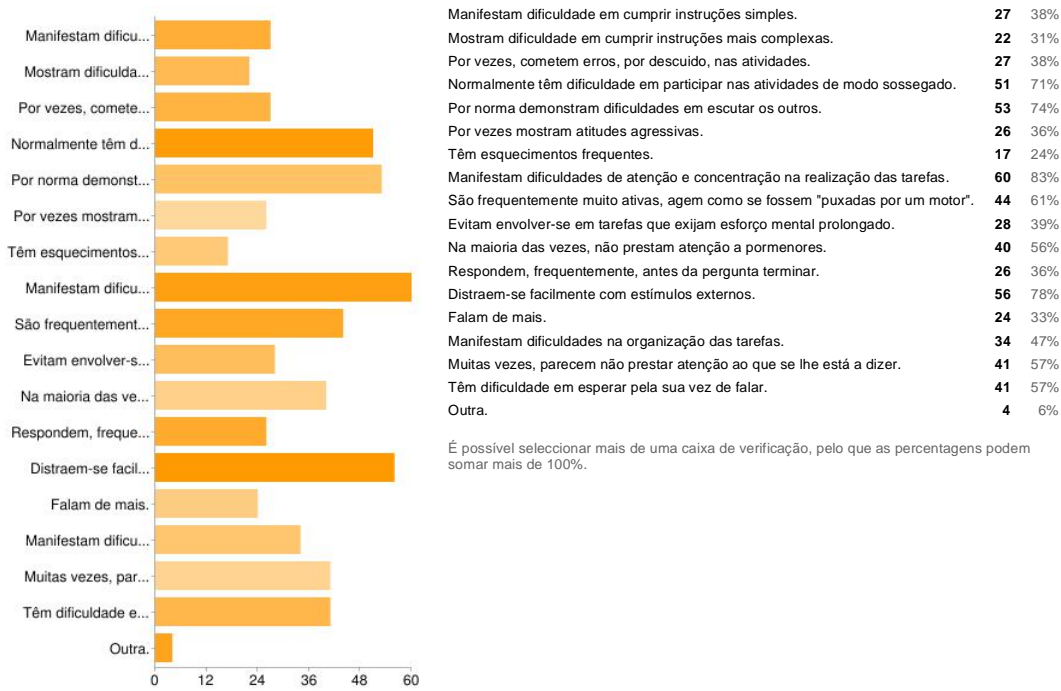 Manifestam dificu...
Mostram dificulda...
Por vezes, comete...
Normalmente têm d...
Por norma demonst...
Por vezes mostram...
Têm esquecimentos...
Manifestam dificu...
São frequentement...
Evitam envolver-s...
Na maioria das ve...
Respondem, freque...
Distraem-se facil...
Falam de mais.
Manifestam dificu...
Muitas vezes, par...
Têm dificuldade e...
Outra.
0 12 24 36 48 60
Manifestam dificuldade em cumprir instruções simples. 27 38%
Mostram dificuldade em cumprir instruções mais complexas. 22 31%
Por vezes, cometem erros, por descuido, nas atividades. 27 38%
Normalmente têm dificuldade em participar nas atividades de modo sossegado. 51 71%
Por norma demonstram dificuldades em escutar os outros. 53 74%
Por vezes mostram atitudes agressivas. 26 36%
Têm esquecimentos frequentes. 17 24%
Manifestam dificuldades de atenção e concentração na realização das tarefas. 60 83%
São frequentemente muito ativas, agem como se fossem "puxadas por um motor". 44 61%
Evitam envolver-se em tarefas que exijam esforço mental prolongado. 28 39%
Na maioria das vezes, não prestam atenção a pormenores. 40 56%
Respondem, frequentemente, antes da pergunta terminar. 26 36%
Distraem-se facilmente com estímulos externos. 56 78%
Falam de mais. 24 33%
Manifestam dificuldades na organização das tarefas. 34 47%
Muitas vezes, parecem não prestar atenção ao que se lhe está a dizer. 41 57%
Têm dificuldade em esperar pela sua vez de falar. 41 57%
Outra. 4 6%
É possível seleccionar mais de uma caixa de verificação, pelo que as percentagens podem
somar mais de 100%.